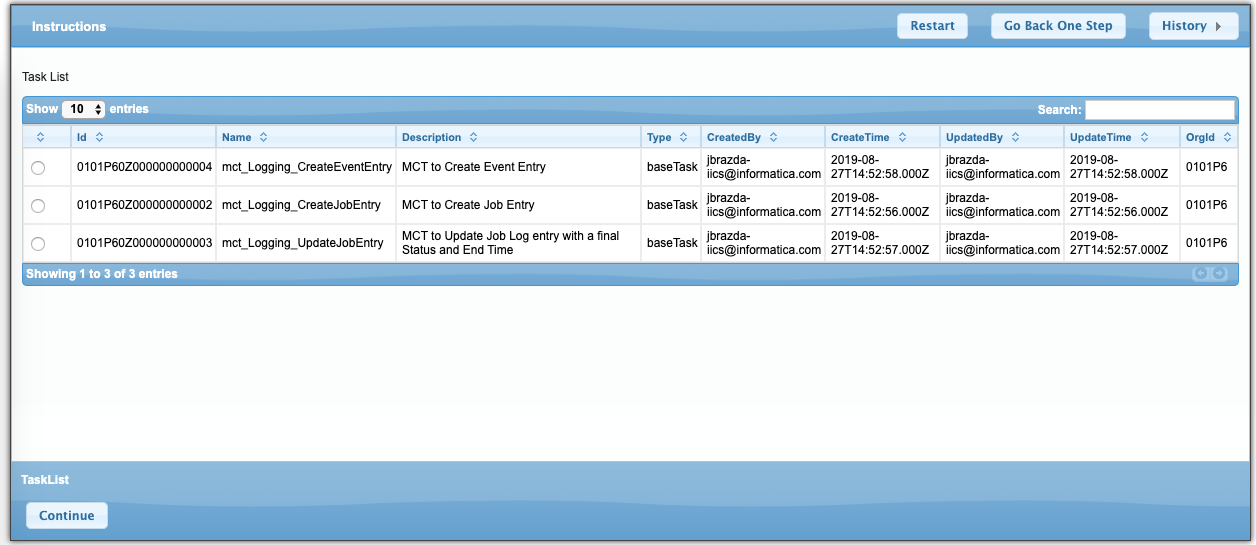 Instructions
Restart
Go Back One Step
History
Task List
Show 10 entries
Search:
Id Name Description Type CreatedBy CreateTime UpdatedBy UpdateTime OrgId
0101P60Z000000000004 mct_Logging_CreateEventEntry MCT to Create Event Entry baseTask jbrazda-iics@informatica.com 2019-08-27T14:52:58.000Z jbrazda-iics@informatica.com 2019-08-27T14:52:58.000Z 0101P6
0101P60Z000000000002 mct_Logging_CreateJobEntry MCT to Create Job Entry baseTask jbrazda-iics@informatica.com 2019-08-27T14:52:56.000Z jbrazda-iics@informatica.com 2019-08-27T14:52:56.000Z 0101P6
0101P60Z000000000003 mct_Logging_UpdateJobEntry MCT to Update Job Log entry with a final Status and End Time baseTask jbrazda-iics@informatica.com 2019-08-27T14:52:57.000Z jbrazda-iics@informatica.com 2019-08-27T14:52:57.000Z 0101P6
Showing 1 to 3 of 3 entries
TaskList
Continue